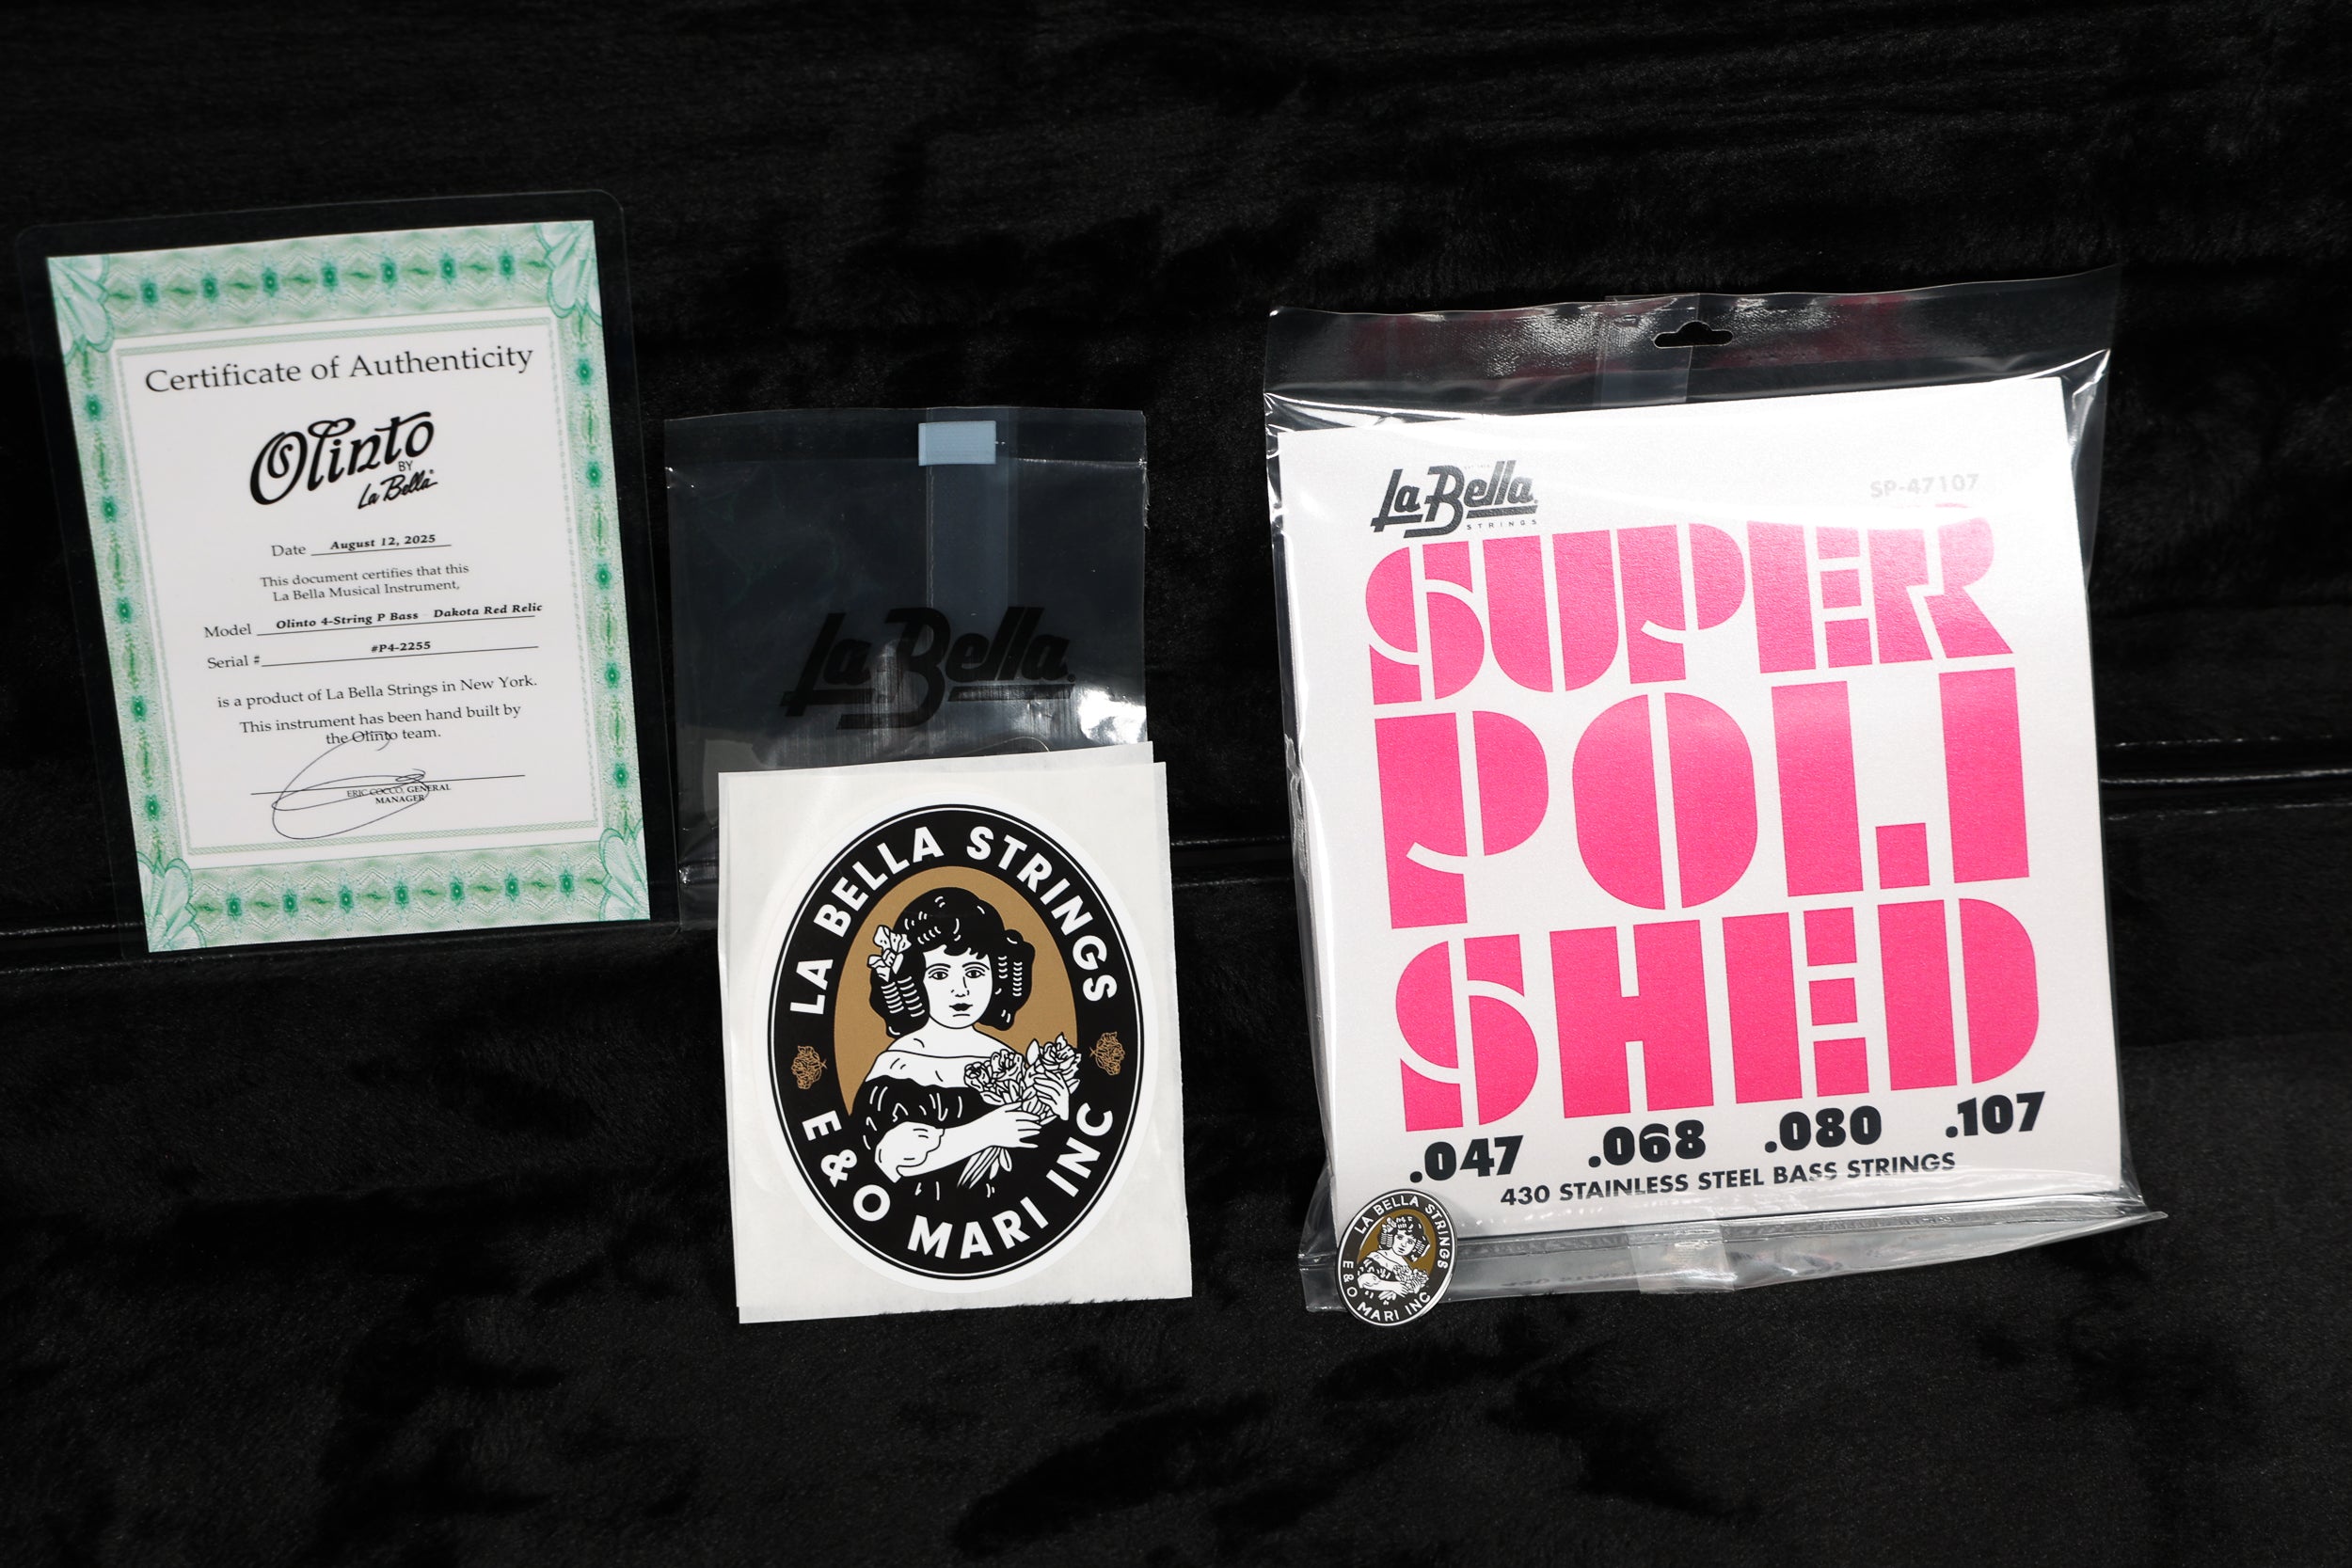 Certificate of Authenticity
Olinto
BY
La Bella
Date August 12, 2025
This document certifies that this
La Bella Musical Instrument,
Model Olinto 4-String P Bass - Dakota Red Relic
Serial # #P4-2255
is a product of La Bella Strings in New York.
This instrument has been hand built by
the Olinto team.
ERIC COCCO, GENERAL
MANAGER
La Bella
LA BELLA STRINGS
E & O MARI INC
La Bella
STRINGS
SP-47107
SUPER
POLI
SHED
.047 .068 .080 .107
430 STAINLESS STEEL BASS STRINGS
LA BELLA STRINGS
E & O MARI INC